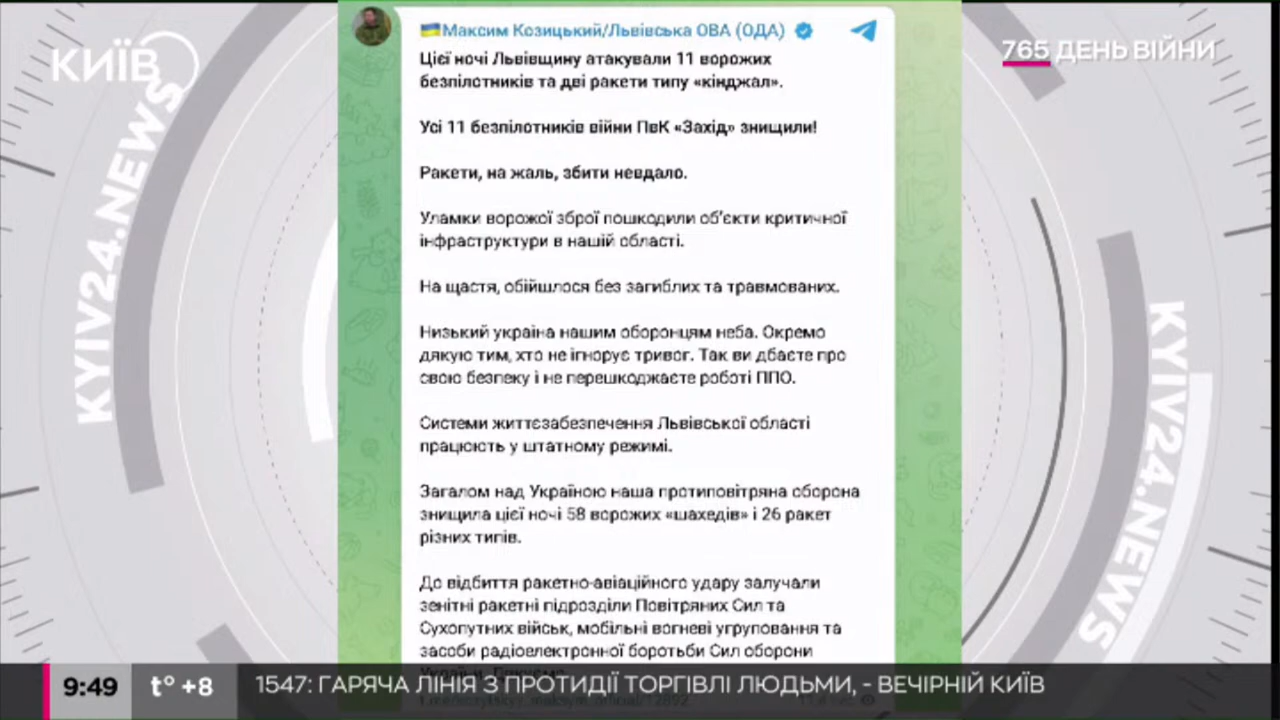 КИЇВ
765 ДЕНЬ ВІЙНИ
KYIV24.NEWS
KYIV24.NEWS
Максим Козицький/Львівська ОВА (ОДА)
Цієї ночі Львівщину атакували 11 ворожих
безпілотників та дві ракети типу «кінджал».
Усі 11 безпілотників війни ПвК «Захід» знищили!
Ракети, на жаль, збити невдало.
Уламки ворожої зброї пошкодили об'єкти критичної
інфраструктури в нашій області.
На щастя, обійшлося без загиблих та травмованих.
Низький україна нашим оборонцям неба. Окремо
дякую тим, хто не ігнорує тривог. Так ви дбаєте про
свою безпеку і не перешкоджаєте роботі ППО.
Системи життєзабезпечення Львівської області
працюють у штатному режимі.
Загалом над Україною наша протиповітряна оборона
знищила цієї ночі 58 ворожих «шахедів» і 26 ракет
різних типів.
До відбиття ракетно-авіаційного удару залучали
зенітні ракетні підрозділи Повітряних Сил та
Сухопутних військ, мобільні вогневі угруповання та
засоби радіоелектронної боротьби Сил оборони
9:49
t° +8
1547: ГАРЯЧА ЛІНІЯ З ПРОТИДІЇ ТОРГІВЛІ ЛЮДЬМИ, - ВЕЧІРНІЙ КИЇВ